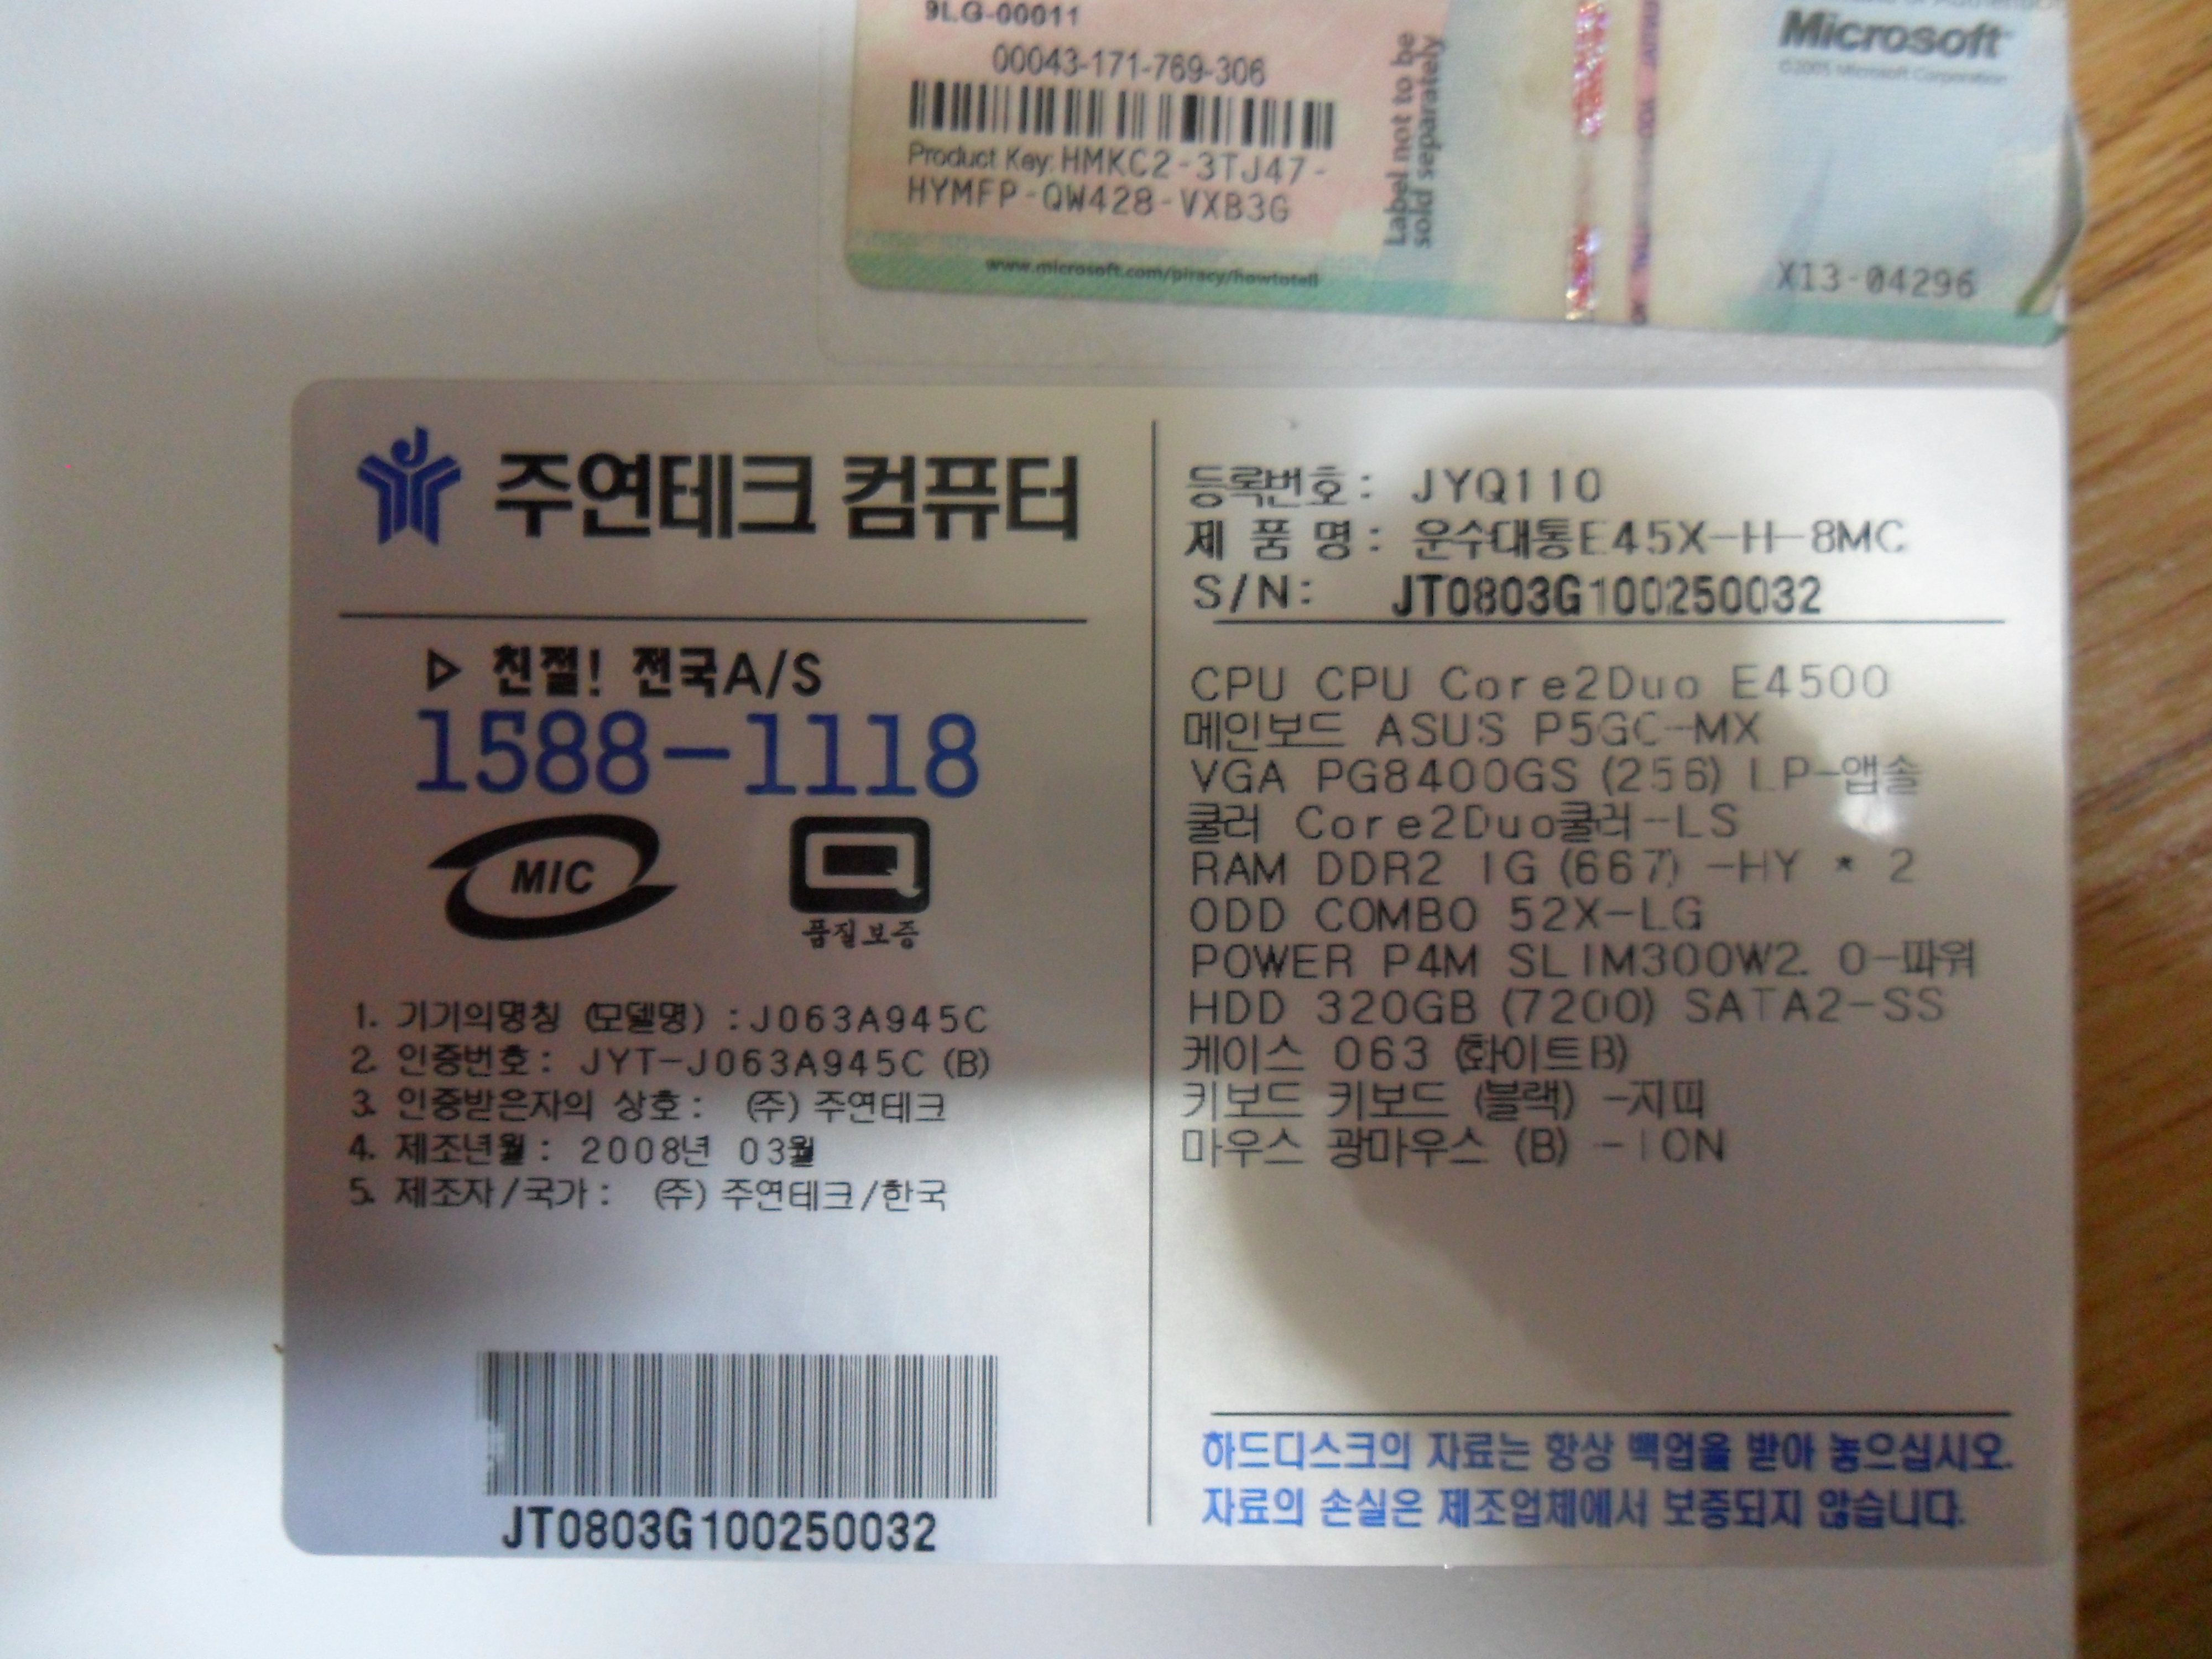 9LG-00011
00043-171-769-306
Product Key: HMKC2-3TJ47-
HYMFP-QW428-VXB3G
www.microsoft.com/piracy/howtotell
Label not to be
sold separately
Microsoft
©2005 Microsoft Corporation
X13-04296
주연테크 컴퓨터
▷ 친절! 전국A/S
1588-1118
MIC
품질보증
1. 기기의명칭 (모델명) :J063A945C
2. 인증번호: JYT-J063A945C (B)
3. 인증받은자의 상호: (주) 주연테크
4. 제조년월: 2008년 03월
5. 제조자/국가: (주) 주연테크/한국
JT0803G100250032
등록번호: JYQ110
제 품 명: 운수대통E45X-H-8MC
S/N: JT0803G100250032
CPU CPU Core2Duo E4500
메인보드 ASUS P5GC-MX
VGA PG8400GS (256) LP-앱솔
쿨러 Core2Duo쿨러-LS
RAM DDR2 1G (667) -HY * 2
ODD COMBO 52X-LG
POWER P4M SLIM300W2. 0-파워
HDD 320GB (7200) SATA2-SS
케이스 063 (화이트B)
키보드 키보드 (블랙) -지피
마우스 광마우스 (B) -ION
하드디스크의 자료는 항상 백업을 받아 놓으십시오.
자료의 손실은 제조업체에서 보증되지 않습니다.